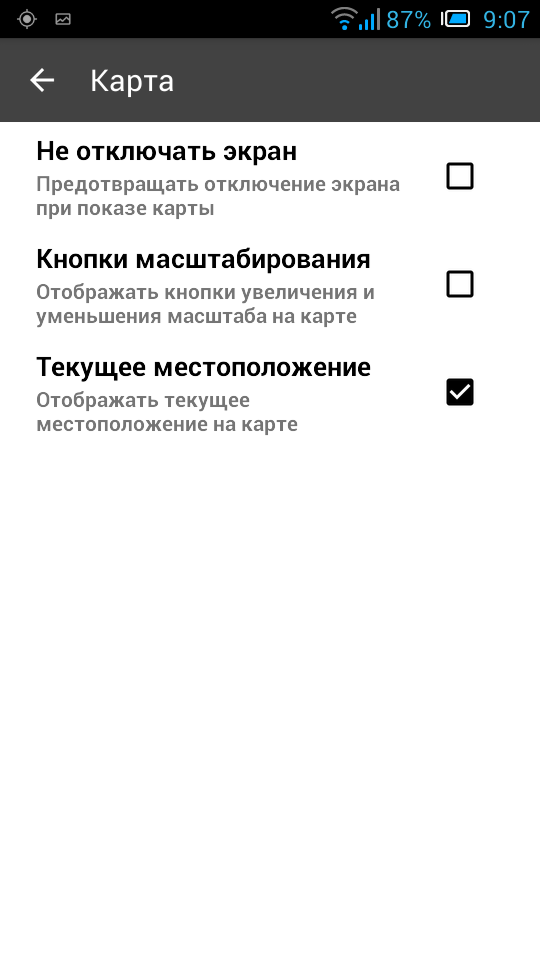 87% 9:07
Карта
Не отключать экран
Предотвращать отключение экрана
при показе карты
Кнопки масштабирования
Отображать кнопки увеличения и
уменьшения масштаба на карте
Текущее местоположение
Отображать текущее
местоположение на карте